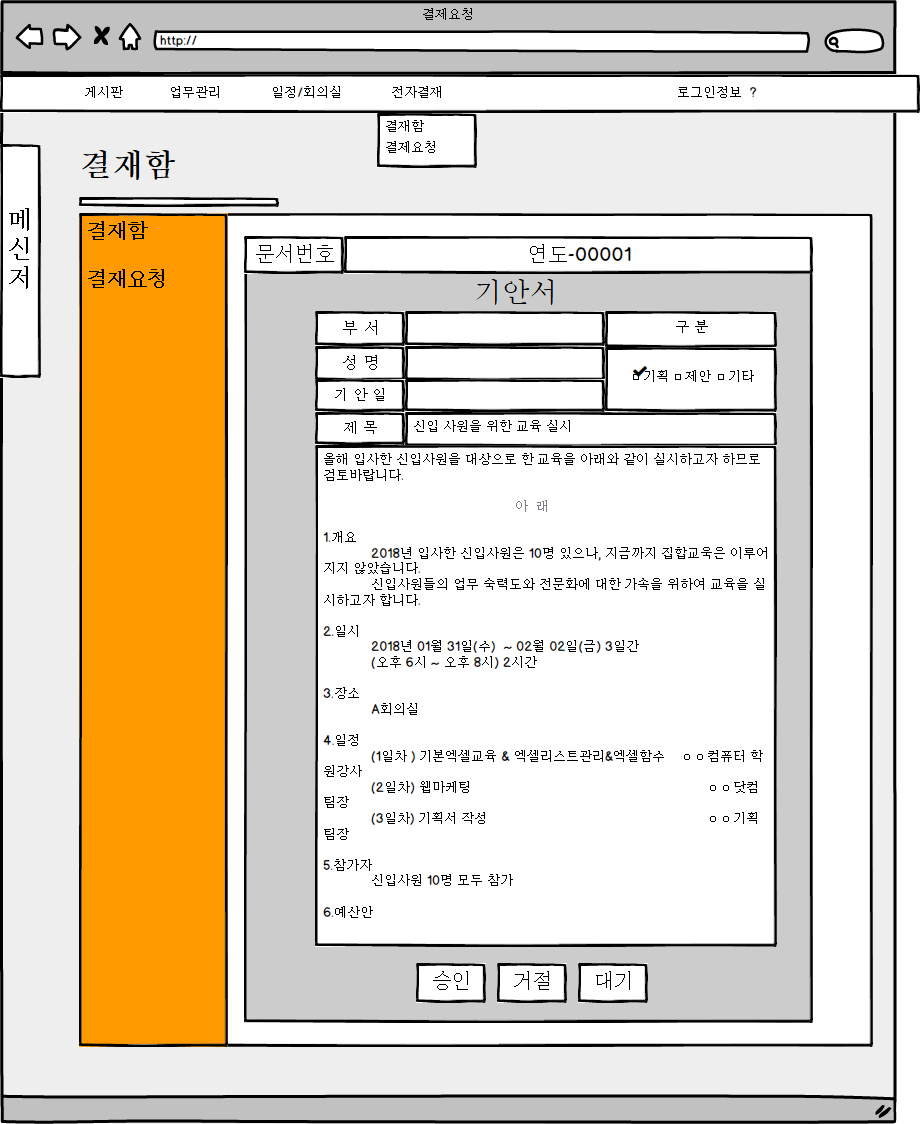 결제요청
http://
게시판 업무관리 일정/회의실 전자결재 로그인정보 ?
결재함
결제요청
결재함
메신저
결재함
결재요청
문서번호 연도-00001
기안서
부 서 구 분
성 명
기획 제안 기타
기 안 일
제 목 신입 사원을 위한 교육 실시
올해 입사한 신입사원을 대상으로 한 교육을 아래와 같이 실시하고자 하므로
검토바랍니다.
아 래
1.개요
2018년 입사한 신입사원은 10명 있으나, 지금까지 집합교욱은 이루어
지지 않았습니다.
신입사원들의 업무 숙력도와 전문화에 대한 가속을 위하여 교육을 실
시하고자 합니다.
2.일시
2018년 01월 31일(수) ~ 02월 02일(금) 3일간
(오후 6시 ~ 오후 8시) 2시간
3.장소
A회의실
4.일정
(1일차 ) 기본엑셀교육 & 엑셀리스트관리&엑셀함수 ㅇㅇ컴퓨터 학
원강사
(2일차) 웹마케팅 ㅇㅇ닷컴
팀장
(3일차) 기획서 작성 ㅇㅇ기획
팀장
5.참가자
신입사원 10명 모두 참가
6.예산안
승인 거절 대기